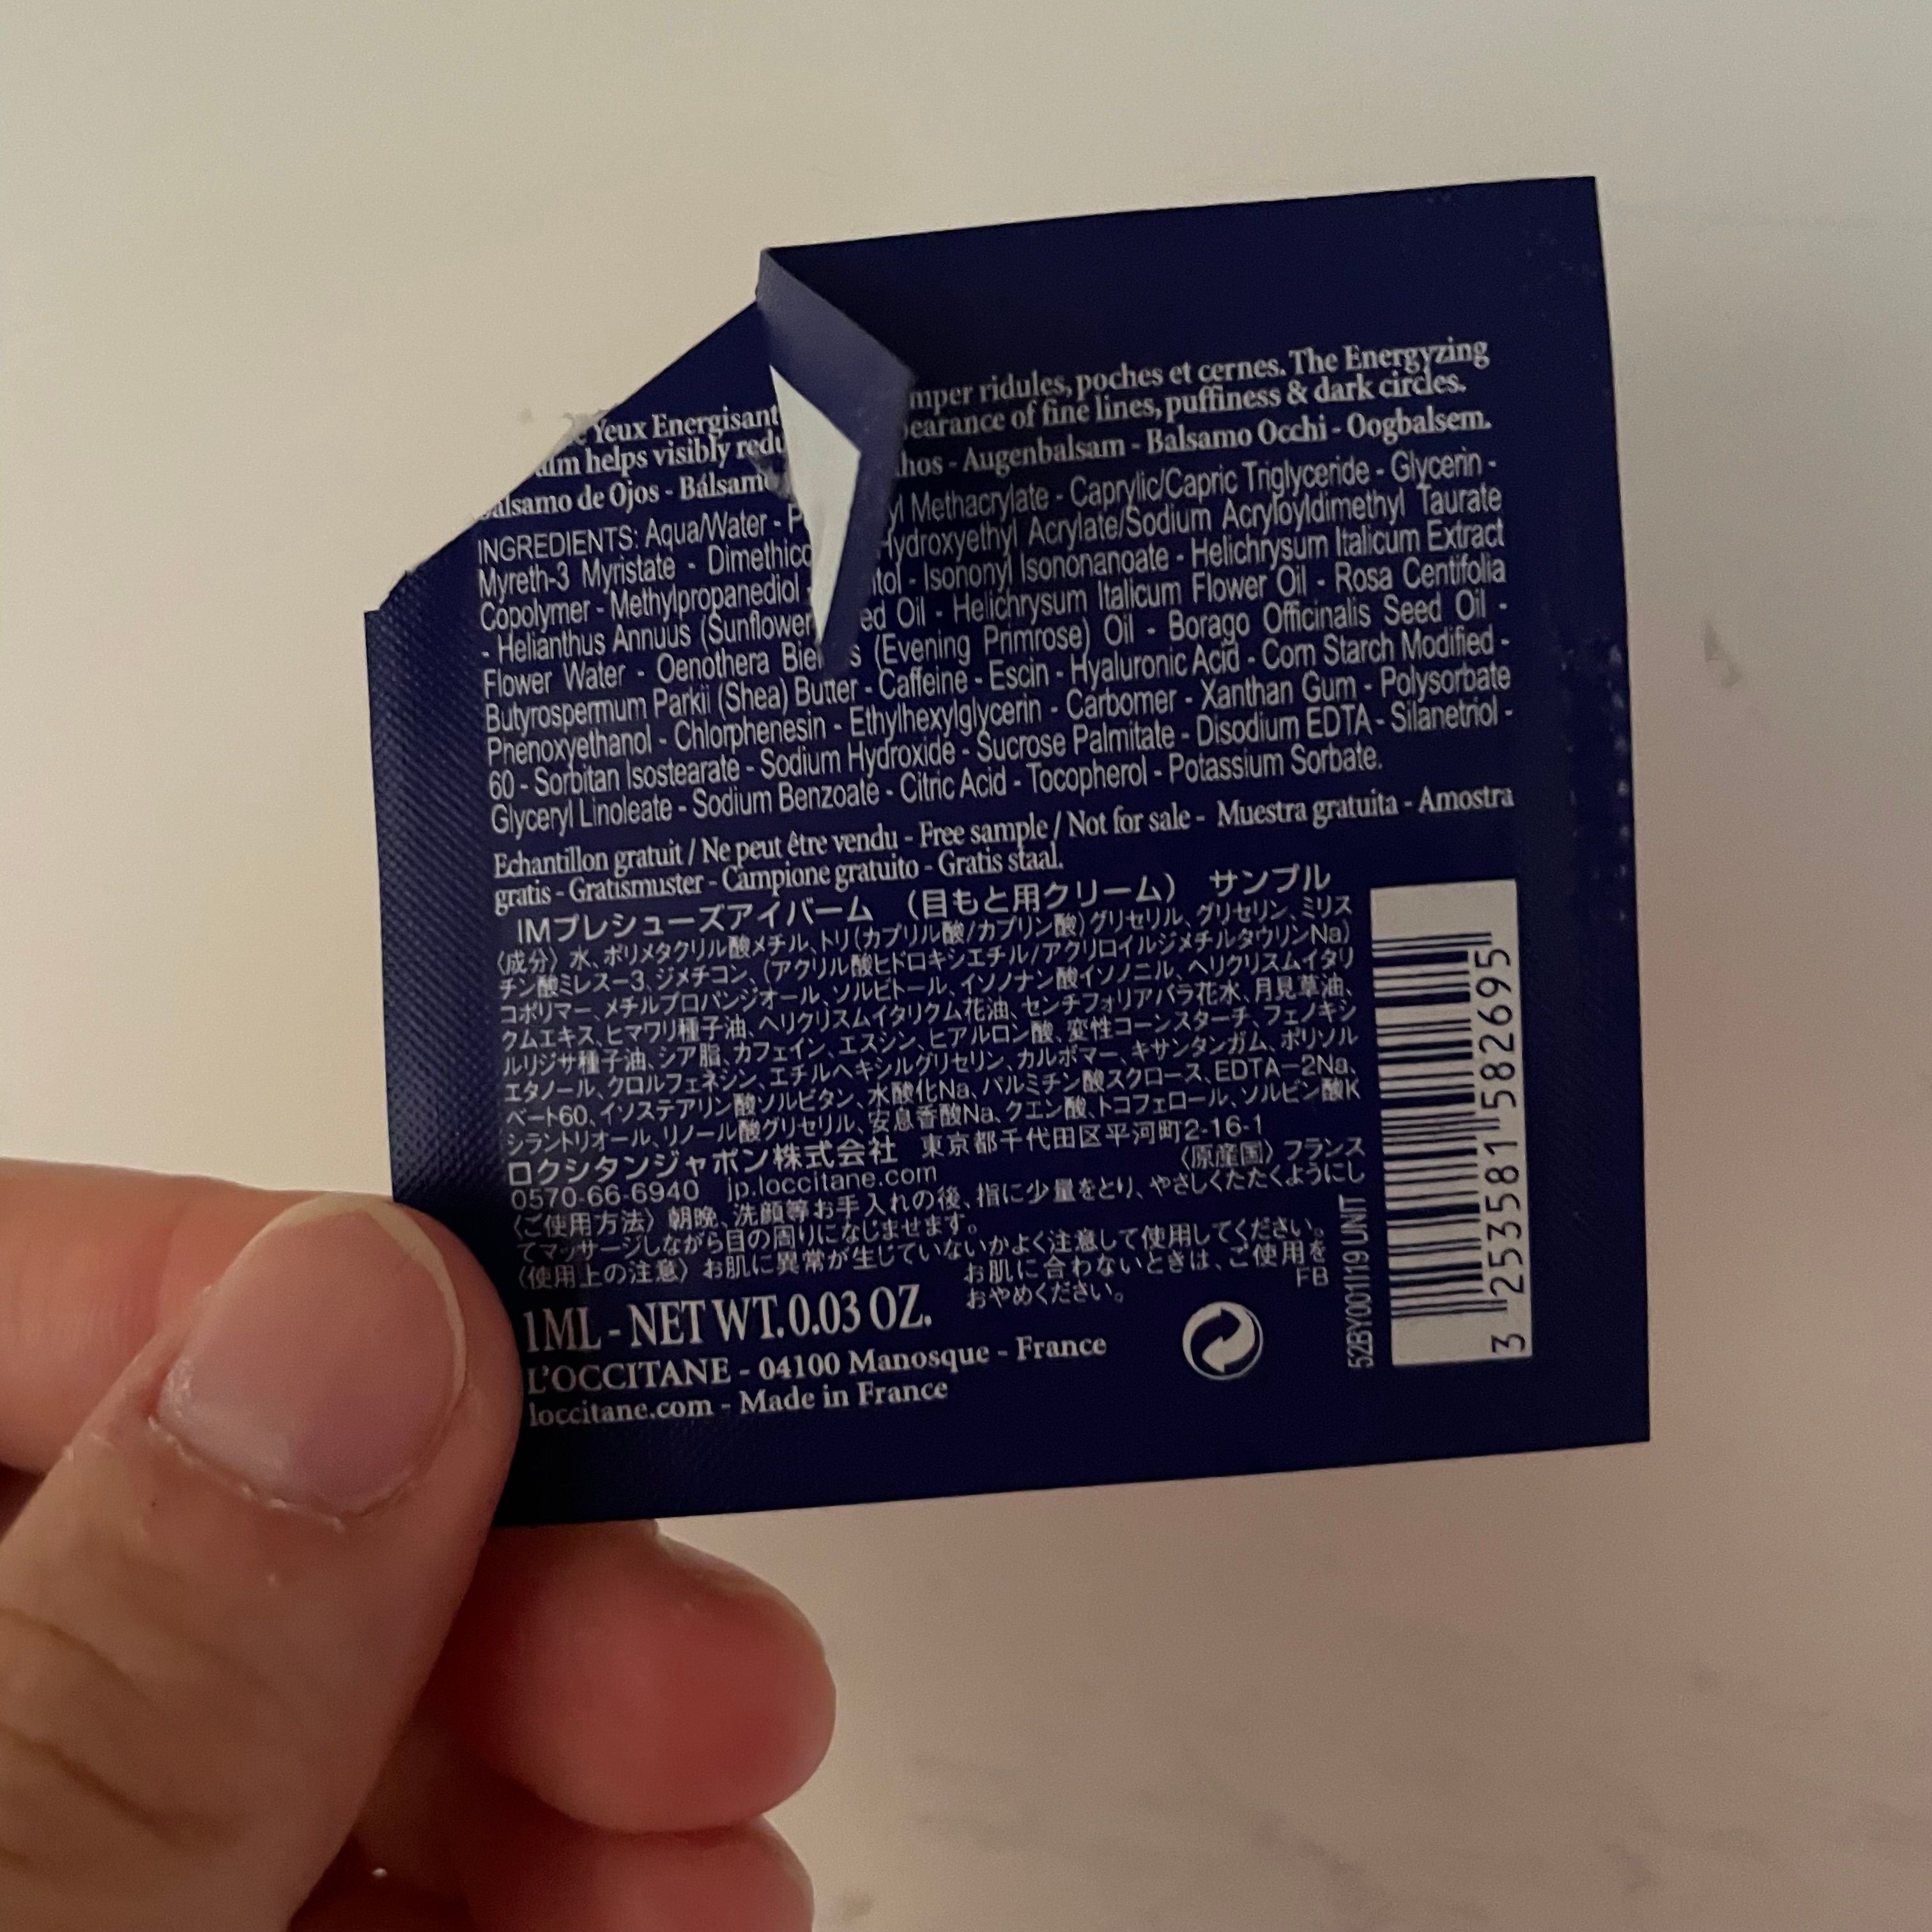 Yeux Energisant mper ridules, poches et cernes. The Energyzing
alm helps visibly redu earance of fine lines, puffiness & dark circles.
alsamo de Ojos - Bálsamo hos - Augenbalsam - Balsamo Occhi - Oogbalsem.
INGREDIENTS: Aqua/Water - P yl Methacrylate - Caprylic/Capric Triglyceride - Glycerin -
Myreth-3 Myristate - Dimethico Hydroxyethyl Acrylate/Sodium Acryloyldimethyl Taurate
Copolymer - Methylpropanediol - itol - Isononyl Isononanoate - Helichrysum Italicum Extract
- Helianthus Annuus (Sunflower ed Oil - Helichrysum Italicum Flower Oil - Rosa Centifolia
Flower Water - Oenothera Bien s (Evening Primrose) Oil - Borago Officinalis Seed Oil -
Butyrospermum Parkii (Shea) Butter - Caffeine - Escin - Hyaluronic Acid - Corn Starch Modified -
Phenoxyethanol - Chlorphenesin - Ethylhexylglycerin - Carbomer - Xanthan Gum - Polysorbate
60 - Sorbitan Isostearate - Sodium Hydroxide - Sucrose Palmitate - Disodium EDTA - Silanetriol -
Glyceryl Linoleate - Sodium Benzoate - Citric Acid - Tocopherol - Potassium Sorbate.
Echantillon gratuit / Ne peut être vendu - Free sample / Not for sale - Muestra gratuita - Amostra
gratis - Gratismuster - Campione gratuito - Gratis staal.
IMプレシューズアイバーム （目もと用クリーム） サンプル
〈成分〉水、ポリメタクリル酸メチル、トリ(カプリル酸/カプリン酸)グリセリル、グリセリン、ミリス
チン酸ミレス－3、ジメチコン、(アクリル酸ヒドロキシエチル/アクリロイルジメチルタウリンNa)
コポリマー、メチルプロパンジオール、ソルビトール、イソノナン酸イソノニル、ヘリクリスムイタリ
クムエキス、ヒマワリ種子油、ヘリクリスムイタリクム花油、センチフォリアバラ花水、月見草油、
ルリジサ種子油、シア脂、カフェイン、エスシン、ヒアルロン酸、変性コーンスターチ、フェノキシ
エタノール、クロルフェネシン、エチルヘキシルグリセリン、カルボマー、キサンタンガム、ポリソル
ベート60、イソステアリン酸ソルビタン、水酸化Na、パルミチン酸スクロース、EDTA－2Na、
シラントリオール、リノール酸グリセリル、安息香酸Na、クエン酸、トコフェロール、ソルビン酸K
ロクシタンジャポン株式会社 東京都千代田区平河町2-16-1
0570-66-6940 jp.loccitane.com 〈原産国〉フランス
〈ご使用方法〉朝晩、洗顔等お手入れの後、指に少量をとり、やさしくたたくようにし
てマッサージしながら目の周りになじませます。
〈使用上の注意〉お肌に異常が生じていないかよく注意して使用してください。
お肌に合わないときは、ご使用を
おやめください。 FB
1ML - NET WT. 0.03 OZ.
L'OCCITANE - 04100 Manosque - France
loccitane.com - Made in France
52BY001I19 UNIT
3 253581 582695